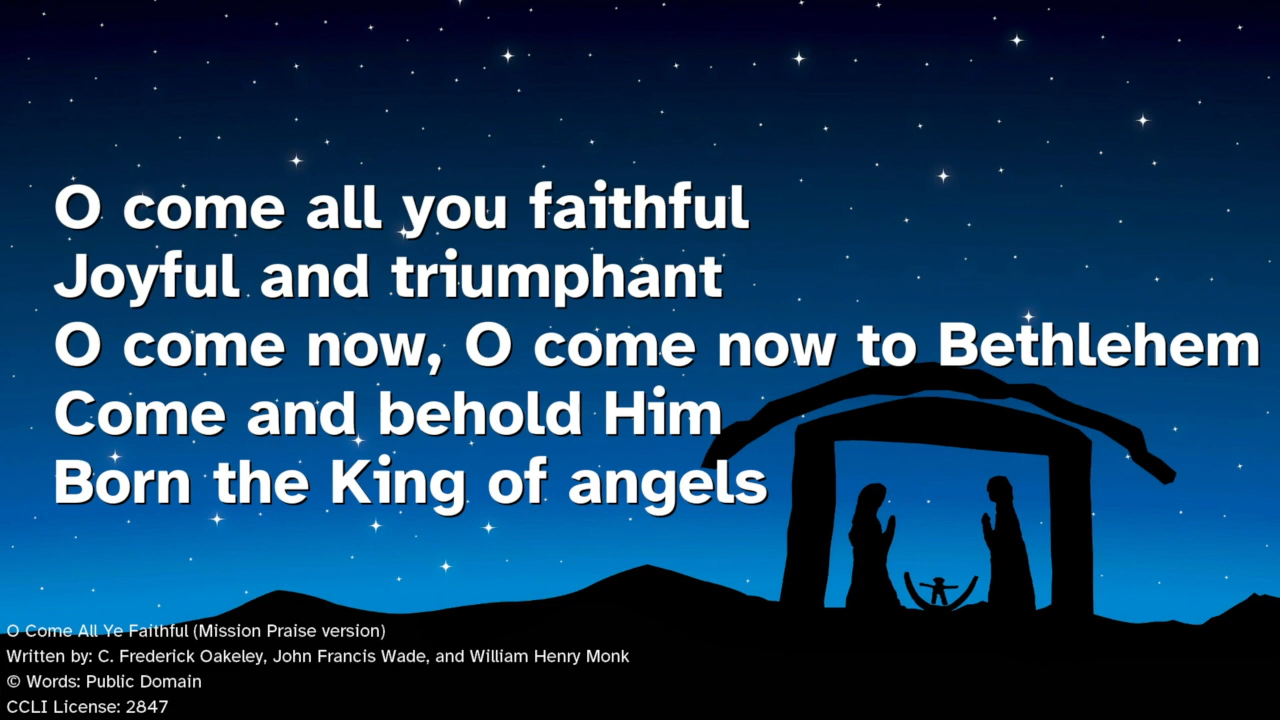 O come all you faithful
Joyful and triumphant
O come now, O come now to Bethlehem
Come and behold Him
Born the King of angels
O Come All Ye Faithful (Mission Praise version)
Written by: C. Frederick Oakeley, John Francis Wade, and William Henry Monk
© Words: Public Domain
CCLI License: 2847